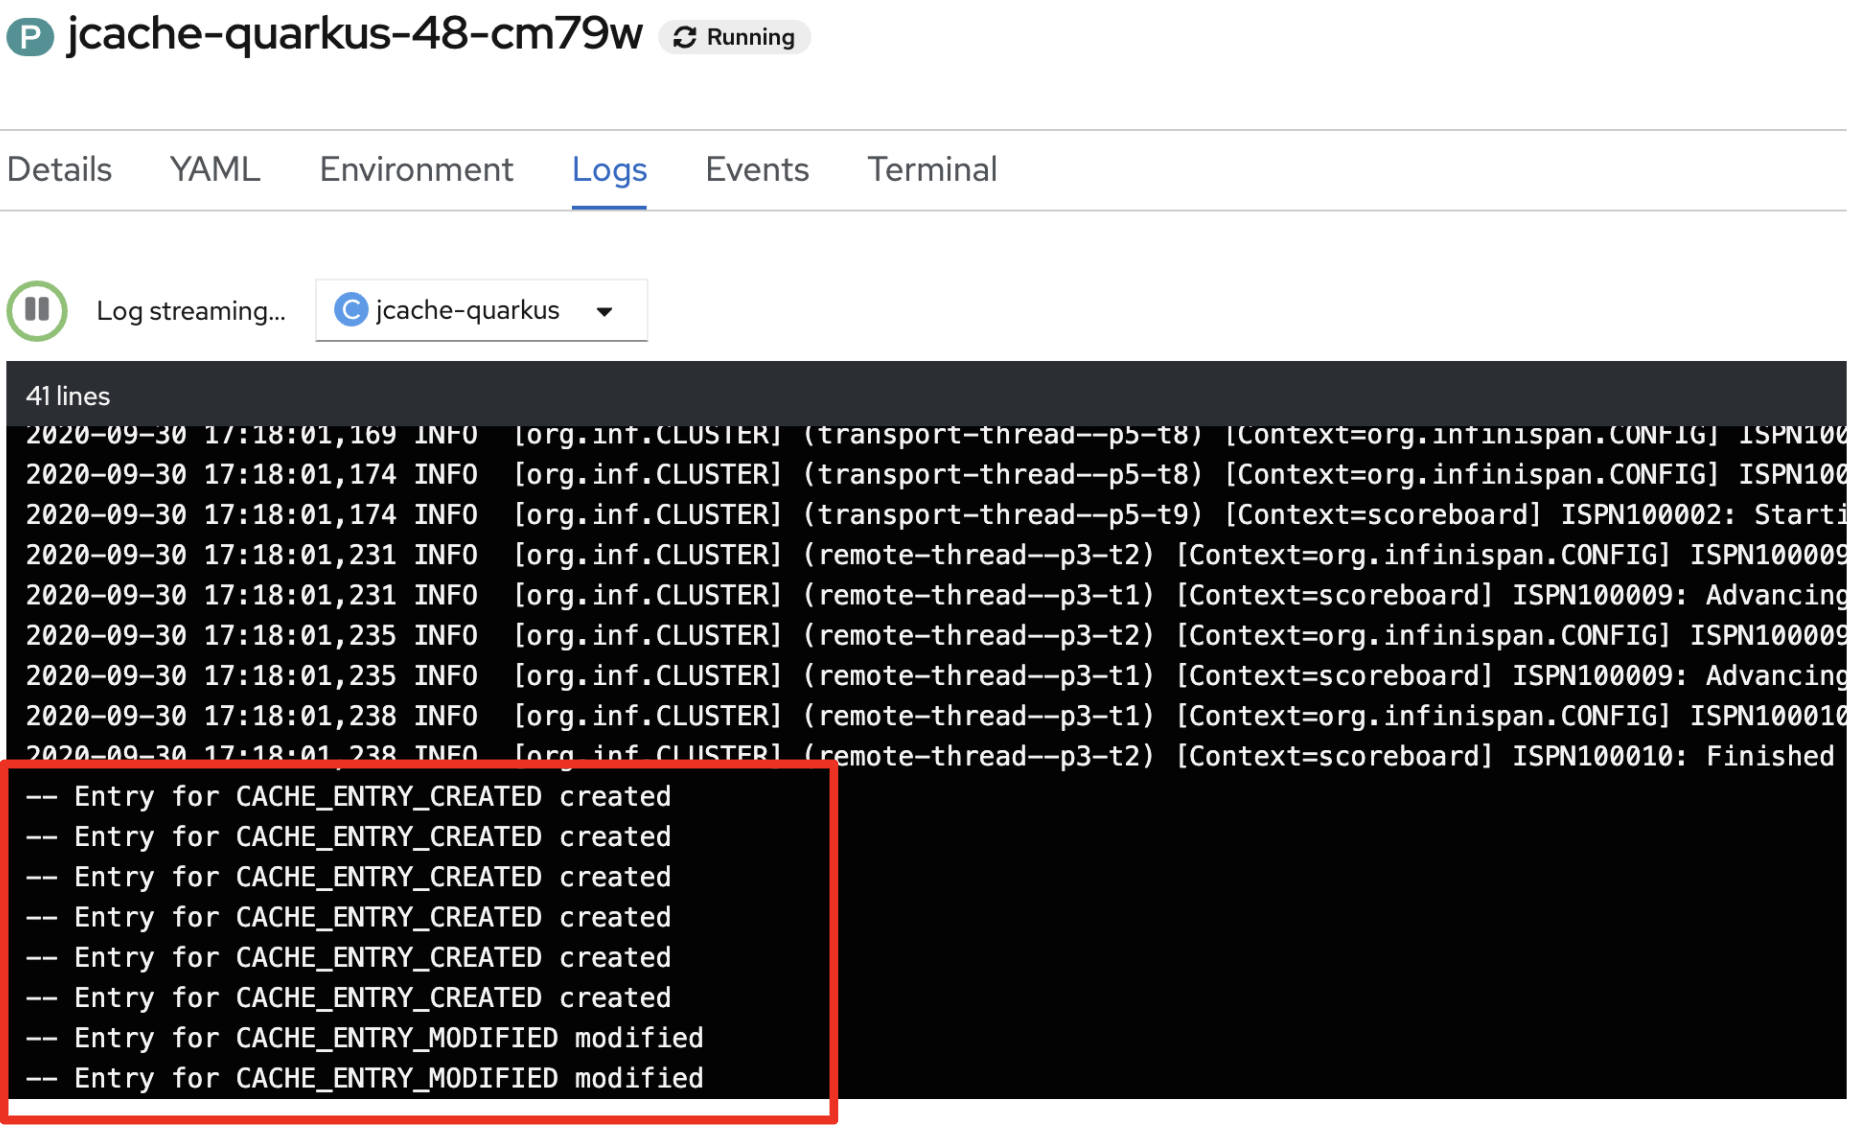 P jcache-quarkus-48-cm79w Running
Details YAML Environment Logs Events Terminal
Log streaming... C jcache-quarkus
41 lines
2020-09-30 17:18:01,169 INFO [org.inf.CLUSTER] (transport-thread--p5-t8) [Context=org.infinispan.CONFIG] ISPN100
2020-09-30 17:18:01,174 INFO [org.inf.CLUSTER] (transport-thread--p5-t8) [Context=org.infinispan.CONFIG] ISPN100
2020-09-30 17:18:01,174 INFO [org.inf.CLUSTER] (transport-thread--p5-t9) [Context=scoreboard] ISPN100002: Starti
2020-09-30 17:18:01,231 INFO [org.inf.CLUSTER] (remote-thread--p3-t2) [Context=org.infinispan.CONFIG] ISPN100009
2020-09-30 17:18:01,231 INFO [org.inf.CLUSTER] (remote-thread--p3-t1) [Context=scoreboard] ISPN100009: Advancing
2020-09-30 17:18:01,235 INFO [org.inf.CLUSTER] (remote-thread--p3-t2) [Context=org.infinispan.CONFIG] ISPN100009
2020-09-30 17:18:01,235 INFO [org.inf.CLUSTER] (remote-thread--p3-t1) [Context=scoreboard] ISPN100009: Advancing
2020-09-30 17:18:01,238 INFO [org.inf.CLUSTER] (remote-thread--p3-t1) [Context=org.infinispan.CONFIG] ISPN100010
2020-09-30 17:18:01,238 INFO [org.inf.CLUSTER] (remote-thread--p3-t2) [Context=scoreboard] ISPN100010: Finished
-- Entry for CACHE_ENTRY_CREATED created
-- Entry for CACHE_ENTRY_CREATED created
-- Entry for CACHE_ENTRY_CREATED created
-- Entry for CACHE_ENTRY_CREATED created
-- Entry for CACHE_ENTRY_CREATED created
-- Entry for CACHE_ENTRY_CREATED created
-- Entry for CACHE_ENTRY_MODIFIED modified
-- Entry for CACHE_ENTRY_MODIFIED modified